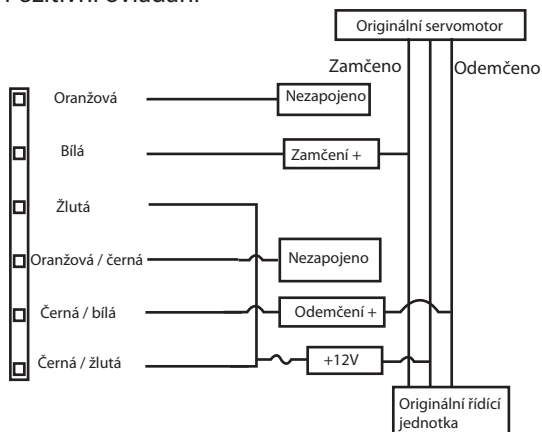 Pozitivní ovládání
Originální servomotor
Zamčeno
Odemčeno
Oranžová
Nezapojeno
Bílá
Zamčení +
Žlutá
Oranžová / černá
Nezapojeno
Černá / bílá
Odemčení +
Černá / žlutá
+12V
Originální řídící
jednotka